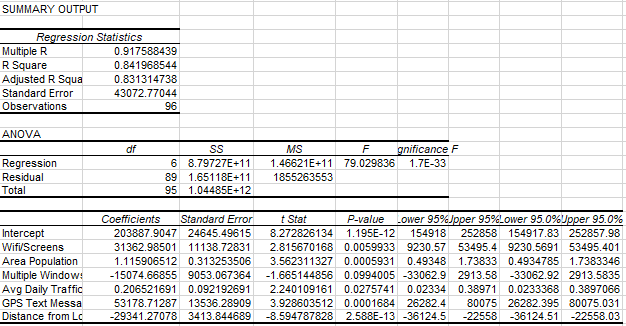 SUMMARY OUTPUT
Regression Statistics
Multiple R 0.917588439
R Square 0.841968544
Adjusted R Squa 0.831314738
Standard Error 43072.77044
Observations 96
ANOVA
df SS MS F gnificance F
Regression 6 8.79727E+11 1.46621E+11 79.029836 1.7E-33
Residual 89 1.65118E+11 1855263553
Total 95 1.04485E+12
Coefficients Standard Error t Stat P-value Lower 95% Upper 95% Lower 95.0% Upper 95.0%
Intercept 203887.9047 24645.49615 8.272826134 1.195E-12 154918 252858 154917.83 252857.98
Wifi/Screens 31362.98501 11138.72831 2.815670168 0.0059933 9230.57 53495.4 9230.5691 53495.401
Area Population 1.115906512 0.313253506 3.562311327 0.0005931 0.49348 1.73833 0.4934785 1.7383346
Multiple Windows -15074.66855 9053.067364 -1.665144856 0.0994005 -33062.9 2913.58 -33062.92 2913.5835
Avg Daily Traffic 0.206521691 0.092192691 2.240109161 0.0275741 0.02334 0.38971 0.0233368 0.3897066
GPS Text Messa 53178.71287 13536.28909 3.928603512 0.0001684 26282.4 80075 26282.395 80075.031
Distance from Lo -29341.27078 3413.844689 -8.594787828 2.588E-13 -36124.5 -22558 -36124.51 -22558.03